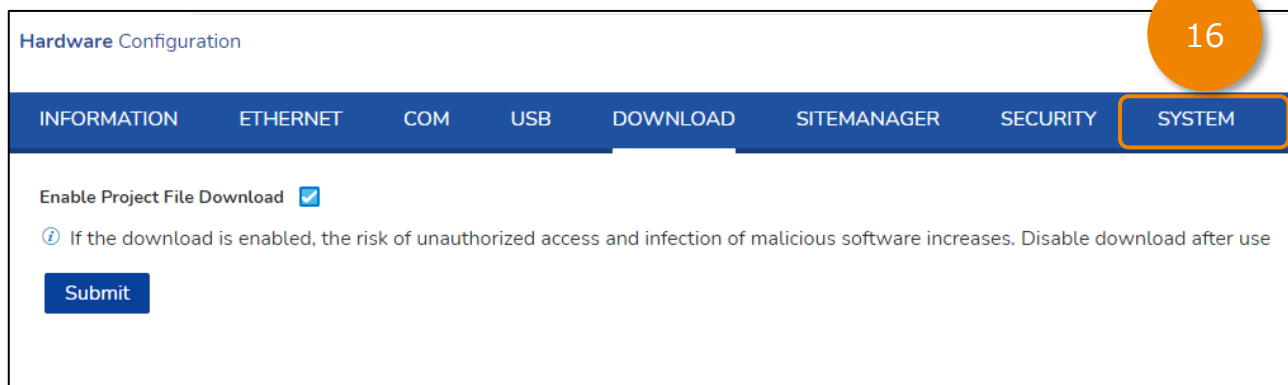 Hardware Configuration
16
INFORMATION ETHERNET COM USB DOWNLOAD SITEMANAGER SECURITY SYSTEM
Enable Project File Download
If the download is enabled, the risk of unauthorized access and infection of malicious software increases. Disable download after use
Submit